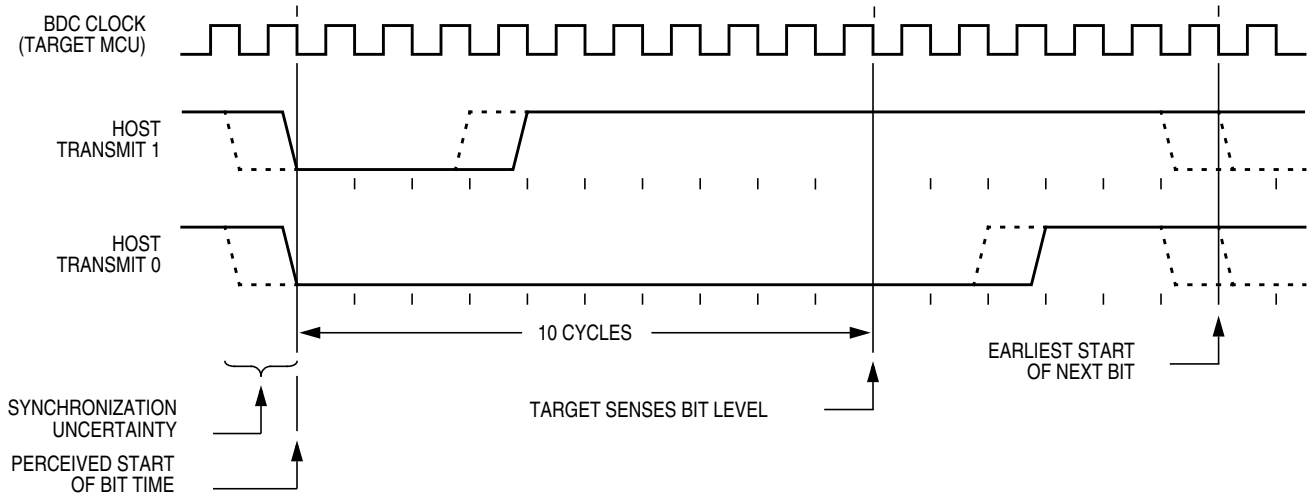 BDC CLOCK
(TARGET MCU)
HOST
TRANSMIT 1
HOST
TRANSMIT 0
10 CYCLES
EARLIEST START
OF NEXT BIT
TARGET SENSES BIT LEVEL
SYNCHRONIZATION
UNCERTAINTY
PERCEIVED START
OF BIT TIME